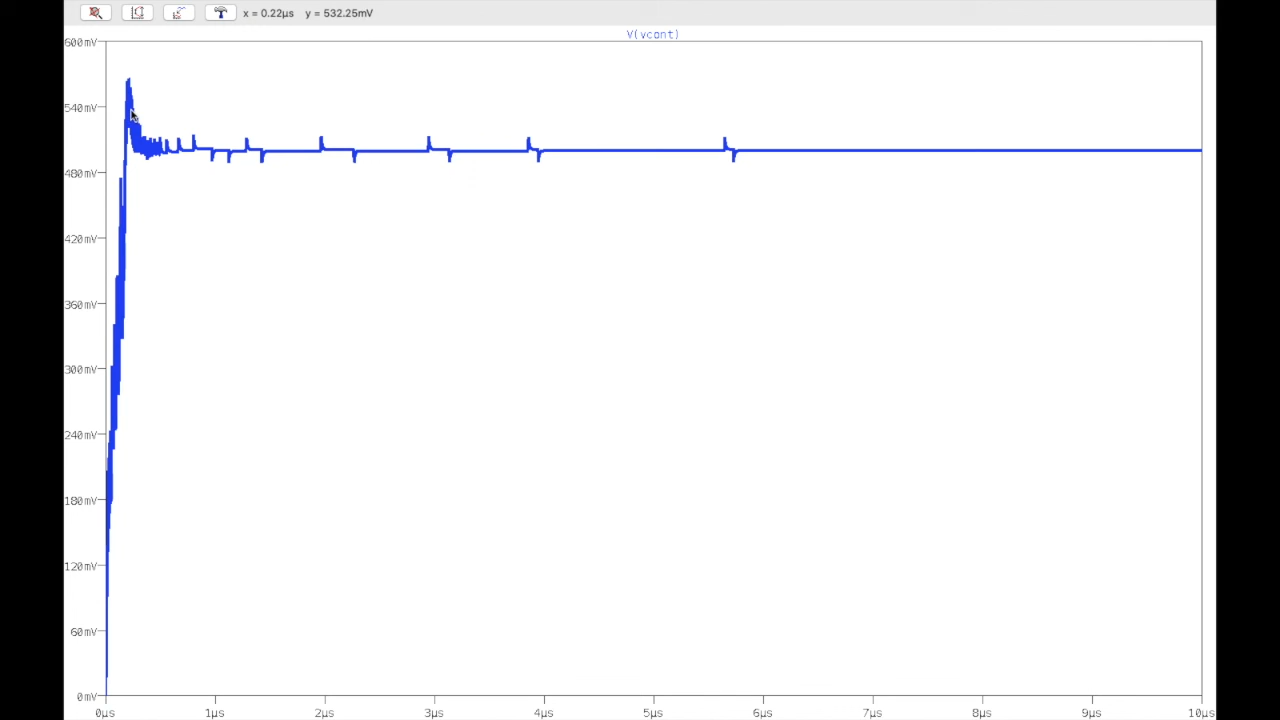 x = 0.22µs y = 532.25mV
V(vcont)
600mV
540mV
480mV
420mV
360mV
300mV
240mV
180mV
120mV
60mV
0mV
0µs 1µs 2µs 3µs 4µs 5µs 6µs 7µs 8µs 9µs 10µs